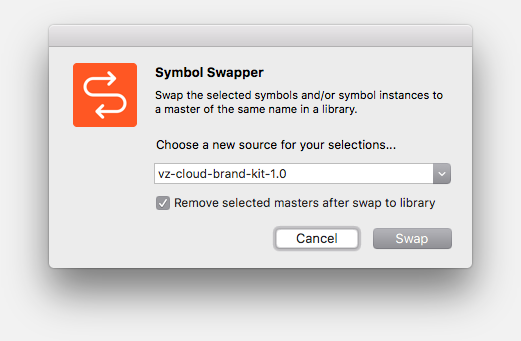 Symbol Swapper
Swap the selected symbols and/or symbol instances to
a master of the same name in a library.
Choose a new source for your selections...
vz-cloud-brand-kit-1.0
Remove selected masters after swap to library
Cancel
Swap